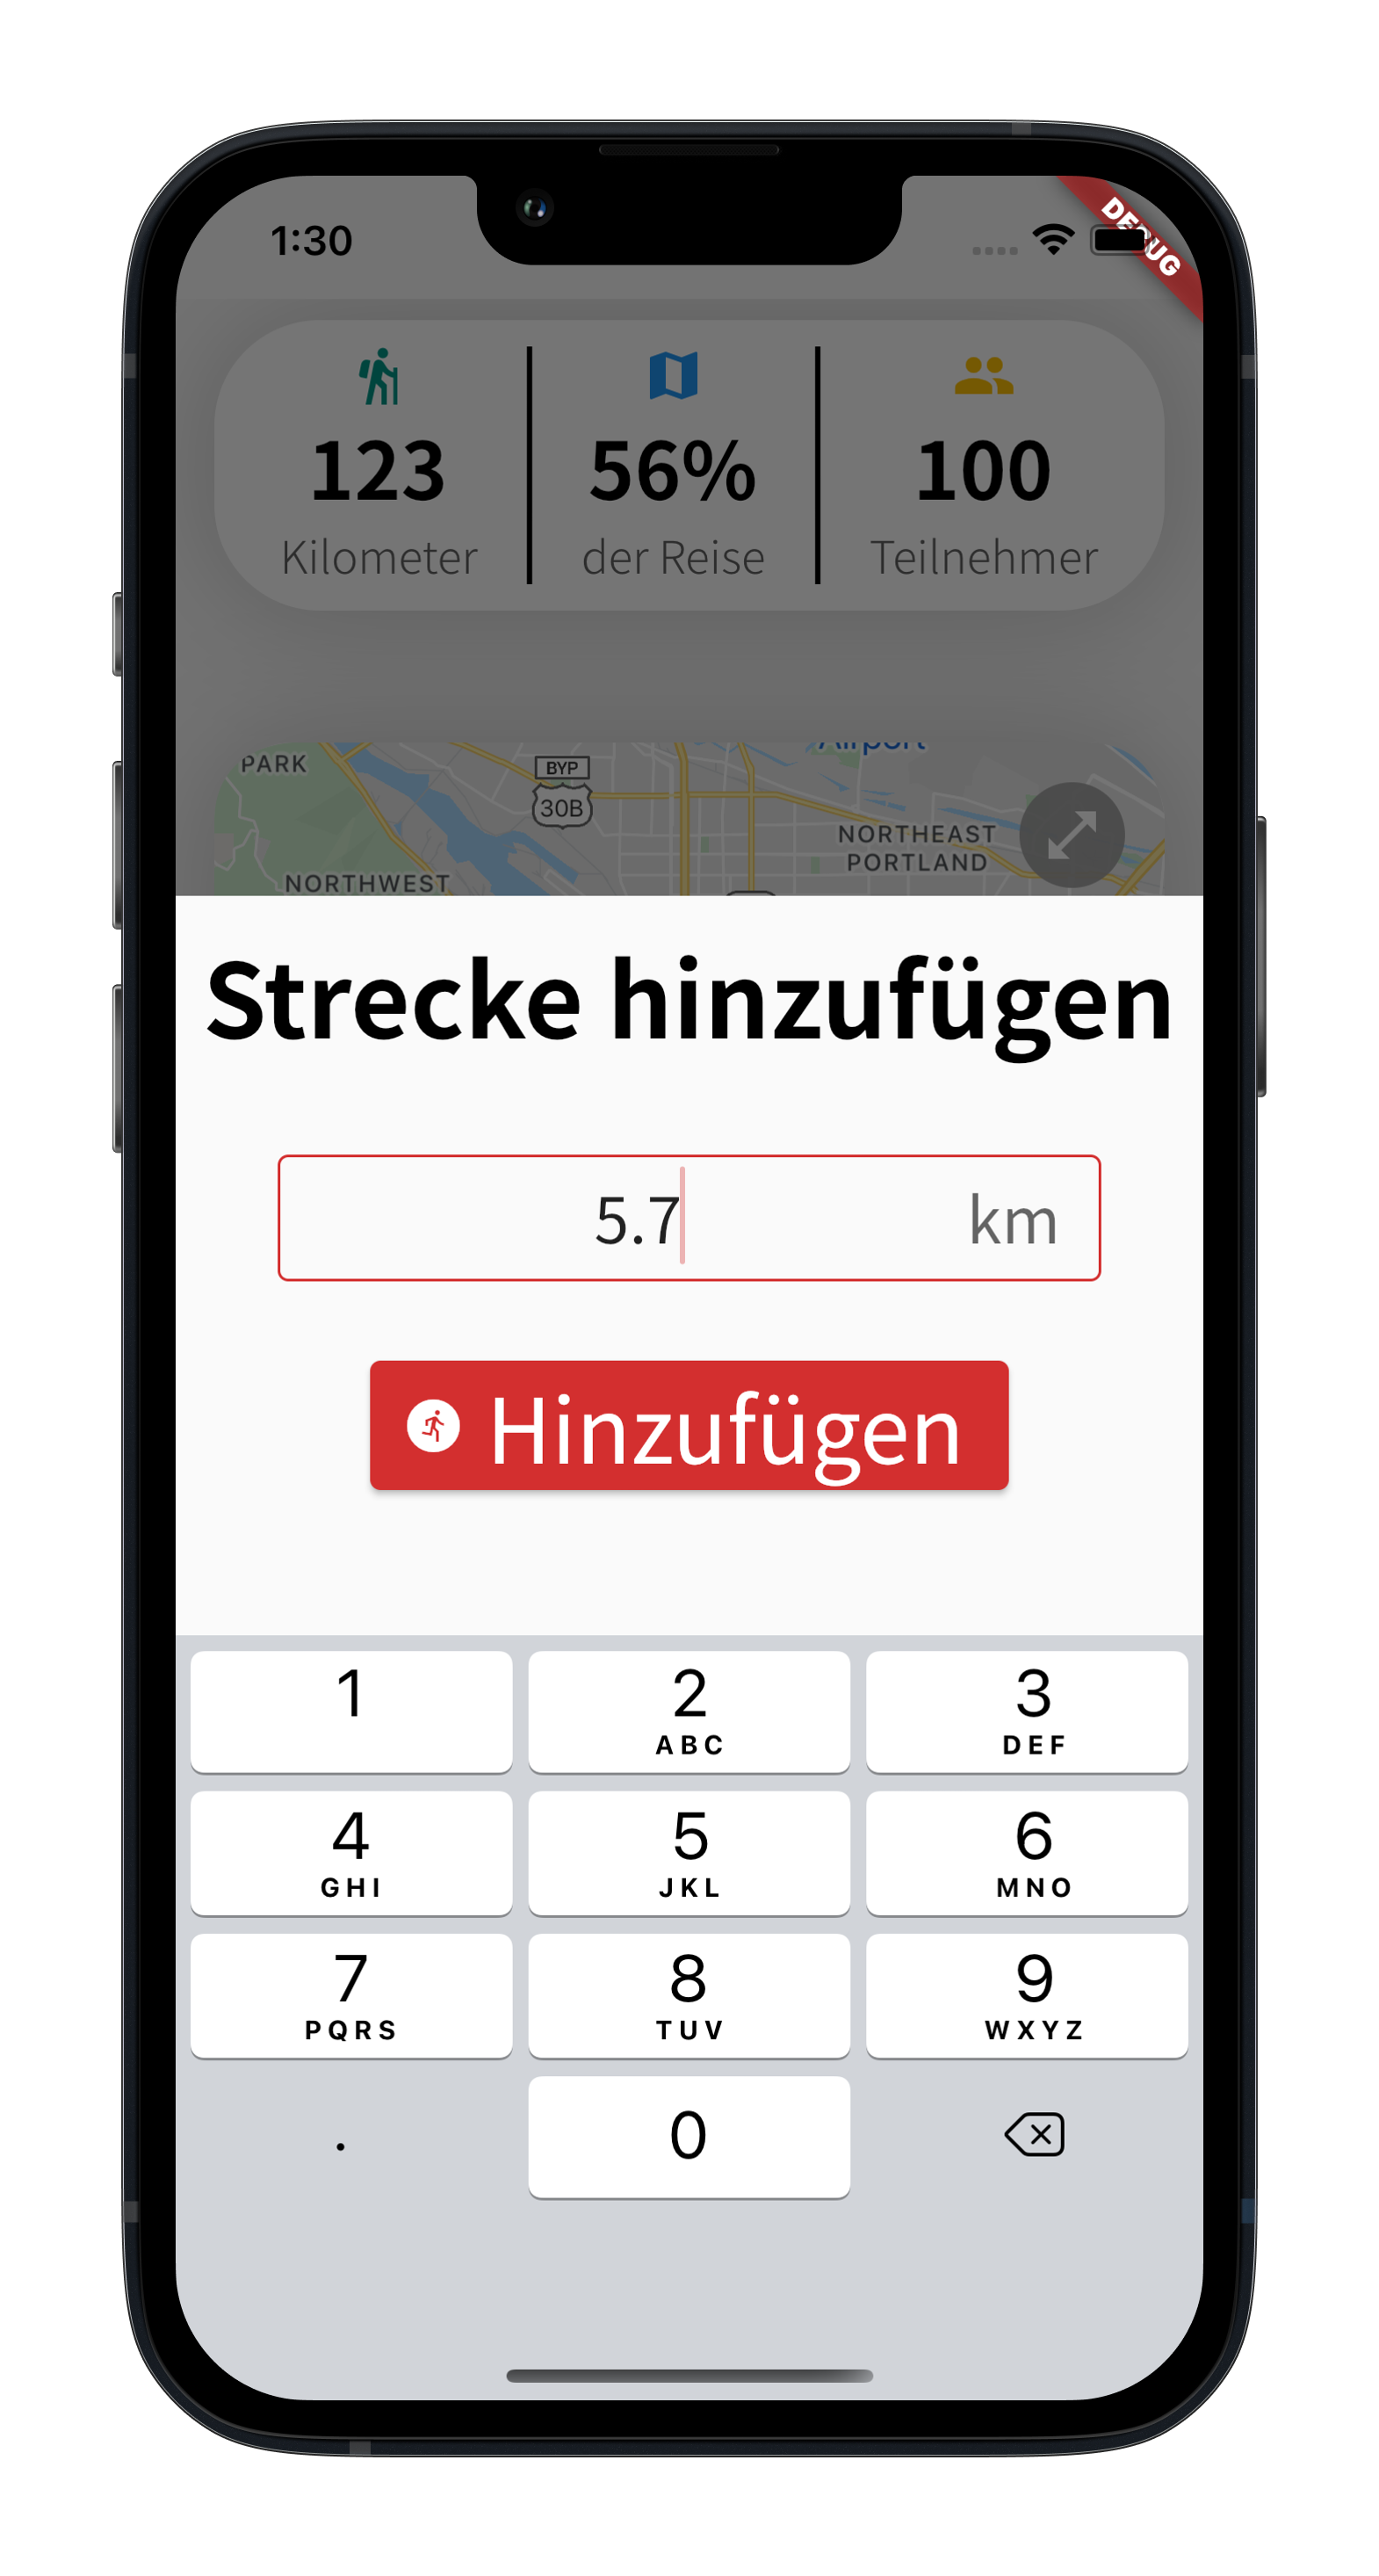 1:30
DEBUG
123
56%
100
Kilometer
der Reise
Teilnehmer
PARK
BYP
30B
Airport
NORTHEAST
PORTLAND
NORTHWEST
Strecke hinzufügen
5.7 km
Hinzufügen
1
2
3
ABC
DEF
4
5
6
GHI
JKL
MNO
7
8
9
PQRS
TUV
WXYZ
.
0